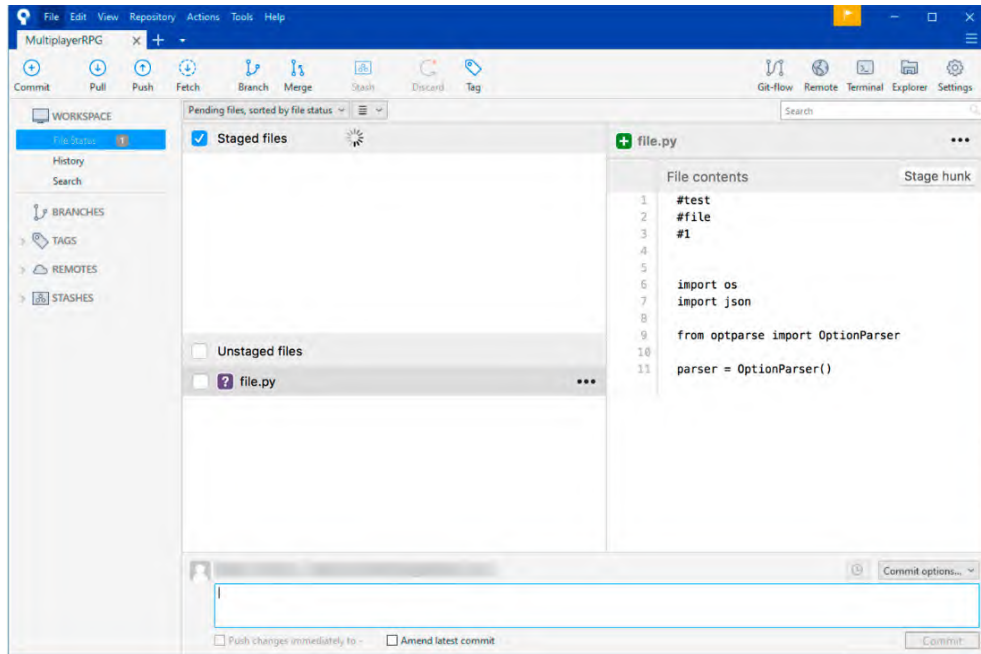 File Edit View Repository Actions Tools Help
MultiplayerRPG
Commit Pull Push Fetch Branch Merge Stash Discard Tag Git-flow Remote Terminal Explorer Settings
WORKSPACE
File Status 1
History
Search
BRANCHES
TAGS
REMOTES
STASHES
Pending files, sorted by file status
Search
Staged files
Unstaged files
? file.py
file.py
File contents Stage hunk
1 #test
2 #file
3 #1
4
5
6 import os
7 import json
8
9 from optparse import OptionParser
10
11 parser = OptionParser()
Commit options...
Push changes immediately to - Amend latest commit Commit